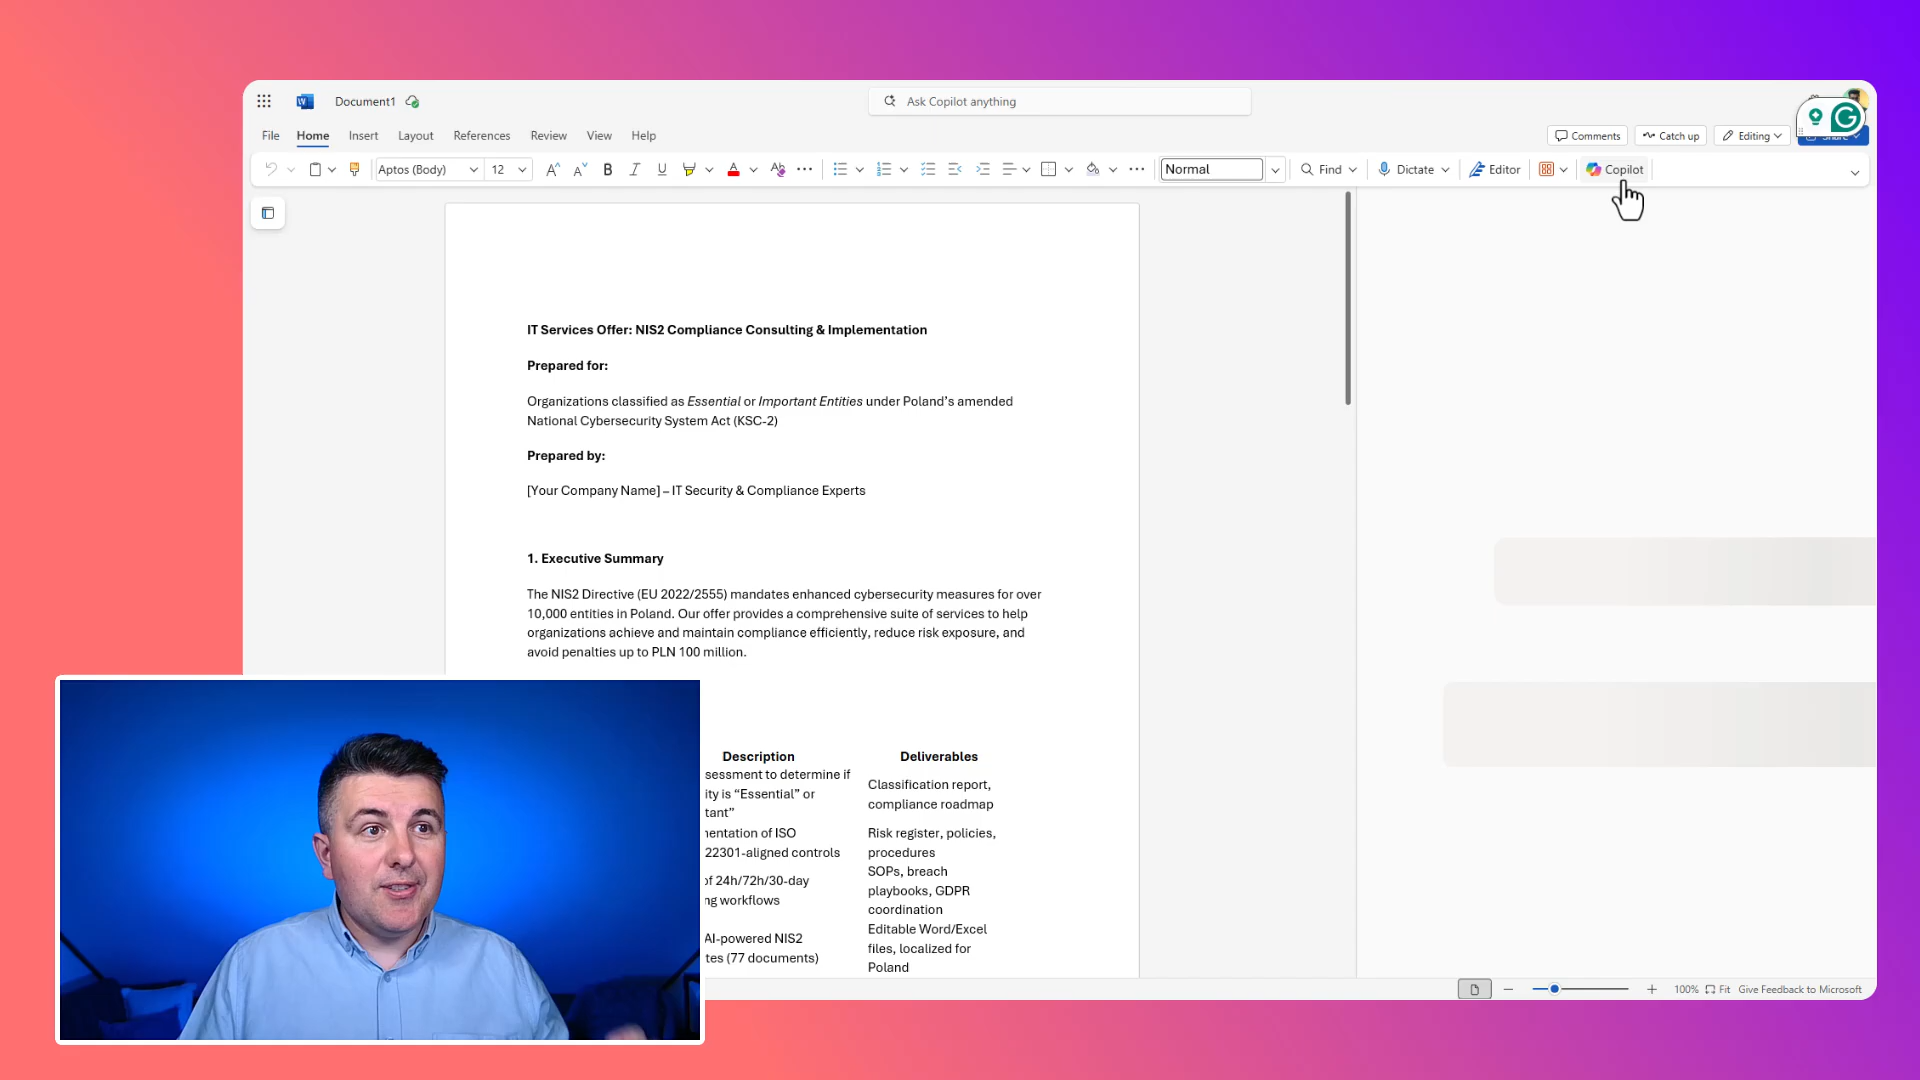 Document1
Ask Copilot anything
File Home Insert Layout References Review View Help
Comments Catch up Editing
Aptos (Body) 12 Normal Find Dictate Editor Copilot
IT Services Offer: NIS2 Compliance Consulting & Implementation
Prepared for:
Organizations classified as Essential or Important Entities under Poland's amended
National Cybersecurity System Act (KSC-2)
Prepared by:
[Your Company Name] – IT Security & Compliance Experts
1. Executive Summary
The NIS2 Directive (EU 2022/2555) mandates enhanced cybersecurity measures for over
10,000 entities in Poland. Our offer provides a comprehensive suite of services to help
organizations achieve and maintain compliance efficiently, reduce risk exposure, and
avoid penalties up to PLN 100 million.
Description Deliverables
sessment to determine if
ity is “Essential” or
tant”
Classification report,
compliance roadmap
nentation of ISO
22301-aligned controls
Risk register, policies,
procedures
of 24h/72h/30-day
ng workflows
SOPs, breach
playbooks, GDPR
coordination
AI-powered NIS2
tes (77 documents)
Editable Word/Excel
files, localized for
Poland
100% Fit Give Feedback to Microsoft